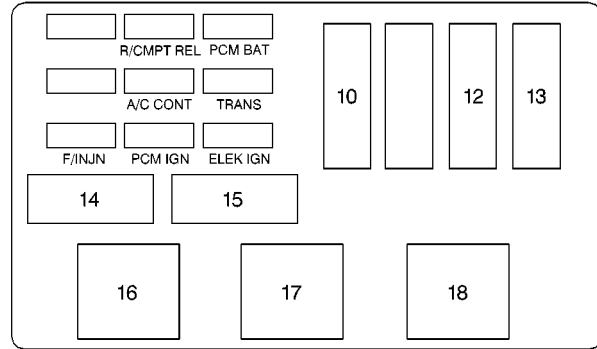 R/CMPT REL PCM BAT
A/C CONT TRANS
10 12 13
F/INJN PCM IGN ELEK IGN
14 15
16 17 18